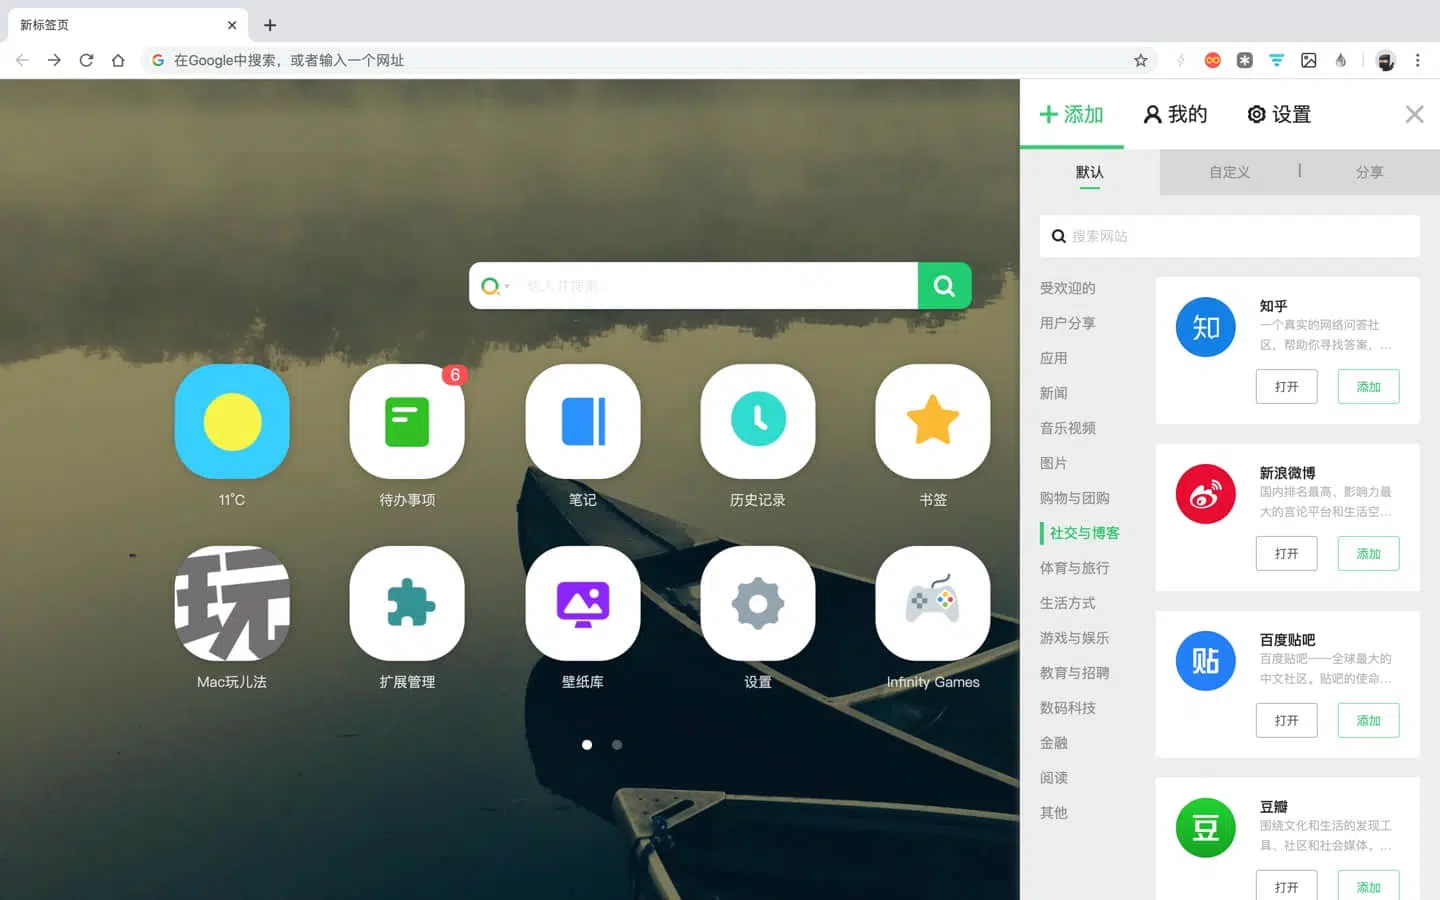 新标签页
在Google中搜索，或者输入一个网址
添加
我的
设置
默认
自定义
分享
搜索网站
输入并搜索...
受欢迎的
用户分享
应用
新闻
音乐视频
图片
购物与团购
社交与博客
体育与旅行
生活方式
游戏与娱乐
教育与招聘
数码科技
金融
阅读
其他
知
知乎
一个真实的网络问答社
区，帮助你寻找答案，...
打开
添加
新浪微博
国内排名最高、影响力最
大的言论平台和生活空...
打开
添加
贴
百度贴吧
百度贴吧——全球最大的
中文社区。贴吧的使命...
打开
添加
豆
豆瓣
围绕文化和生活的发现工
具、社区和社会媒体。...
打开
添加
6
11°C
待办事项
笔记
历史记录
书签
玩
Mac玩儿法
扩展管理
壁纸库
设置
Infinity Games